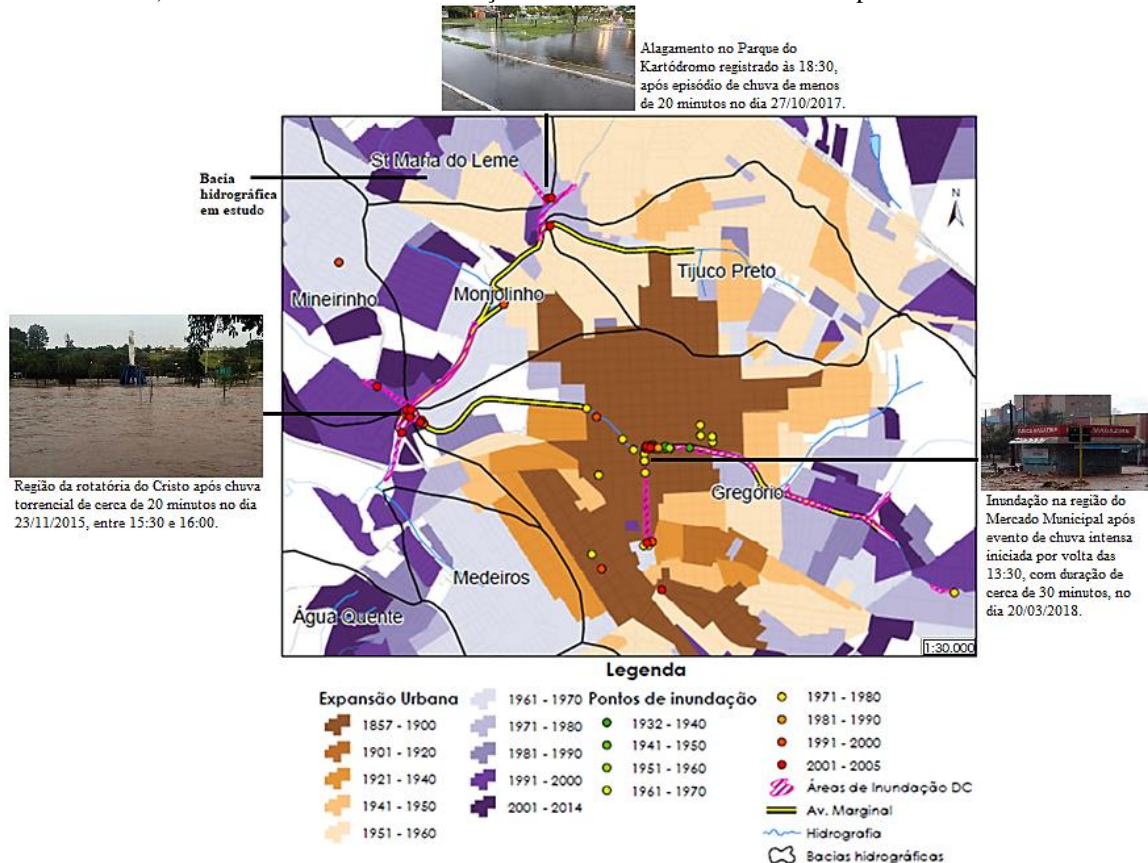 Alagamento no Parque do
Kartódromo registrado às 18:30,
após episódio de chuva de menos
de 20 minutos no dia 27/10/2017.
Bacia
hidrográfica
em estudo
St Maria do Leme
N
Tijuco Preto
Mineirinho
Monjolinho
Região da rotatória do Cristo após chuva
torrencial de cerca de 20 minutos no dia
23/11/2015, entre 15:30 e 16:00.
Gregório
Inundação na região do
Mercado Municipal após
evento de chuva intensa
iniciada por volta das
13:30, com duração de
cerca de 30 minutos, no
dia 20/03/2018.
Medeiros
Água Quente
1:30.000
Legenda
Expansão Urbana
1857 - 1900
1901 - 1920
1921 - 1940
1941 - 1950
1951 - 1960
1961 - 1970
1971 - 1980
1981 - 1990
1991 - 2000
2001 - 2014
Pontos de inundação
1932 - 1940
1941 - 1950
1951 - 1960
1961 - 1970
1971 - 1980
1981 - 1990
1991 - 2000
2001 - 2005
Áreas de Inundação DC
Av. Marginal
Hidrografia
Bacias hidrográficas